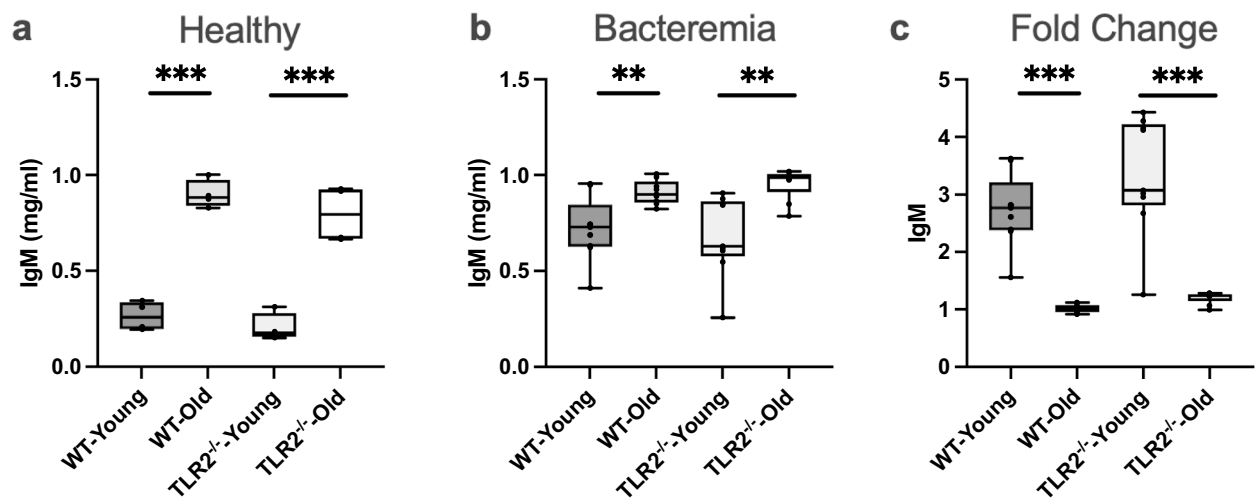 a Healthy
*** ***
IgM (mg/ml)
1.5
1.0
0.5
0.0
WT-Young
WT-Old
TLR2⁻/⁻-Young
TLR2⁻/⁻-Old
b Bacteremia
** **
IgM (mg/ml)
1.5
1.0
0.5
0.0
WT-Young
WT-Old
TLR2⁻/⁻-Young
TLR2⁻/⁻-Old
c Fold Change
*** ***
IgM
5
4
3
2
1
0
WT-Young
WT-Old
TLR2⁻/⁻-Young
TLR2⁻/⁻-Old